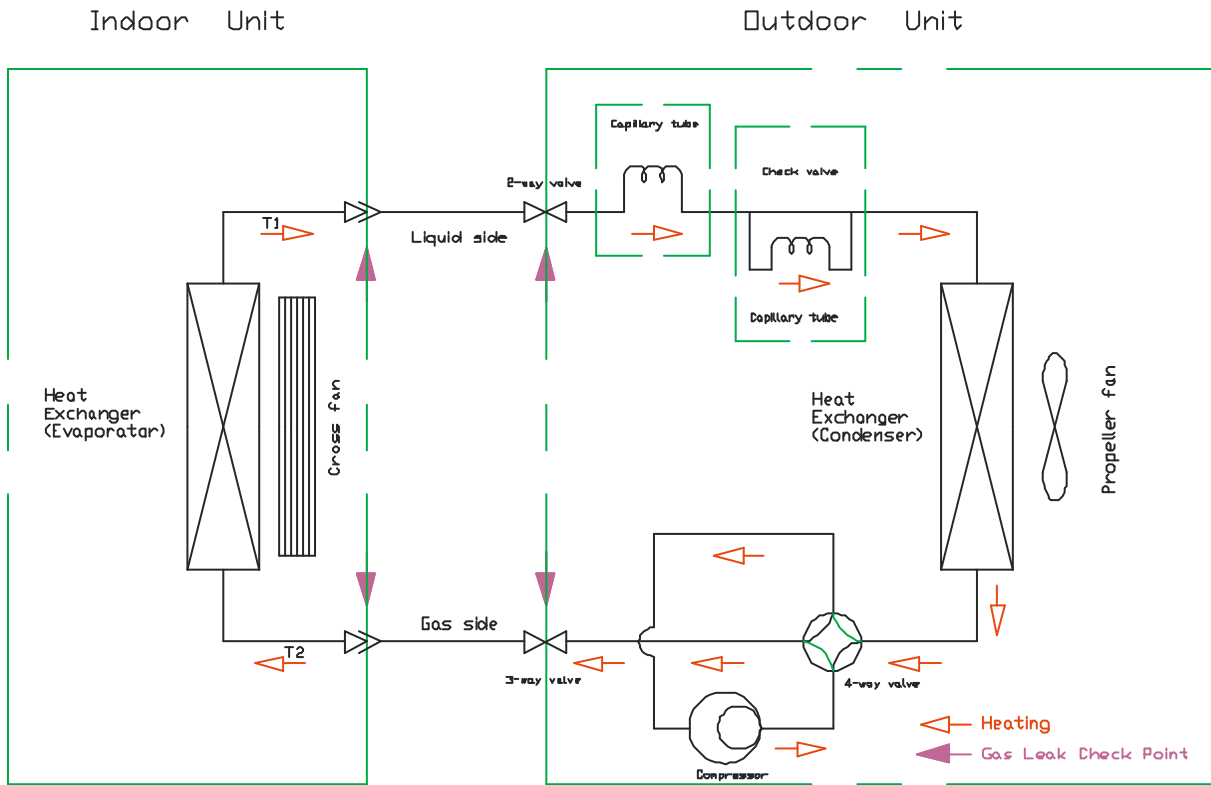 Indoor Unit
Outdoor Unit
Capillary tube
Check valve
2-way valve
T1
Liquid side
Capillary tube
Heat
Exchanger
(Evaporator)
Cross fan
Heat
Exchanger
(Condenser)
Propeller fan
Gas side
T2
3-way valve
4-way valve
Heating
Gas Leak Check Point
Compressor